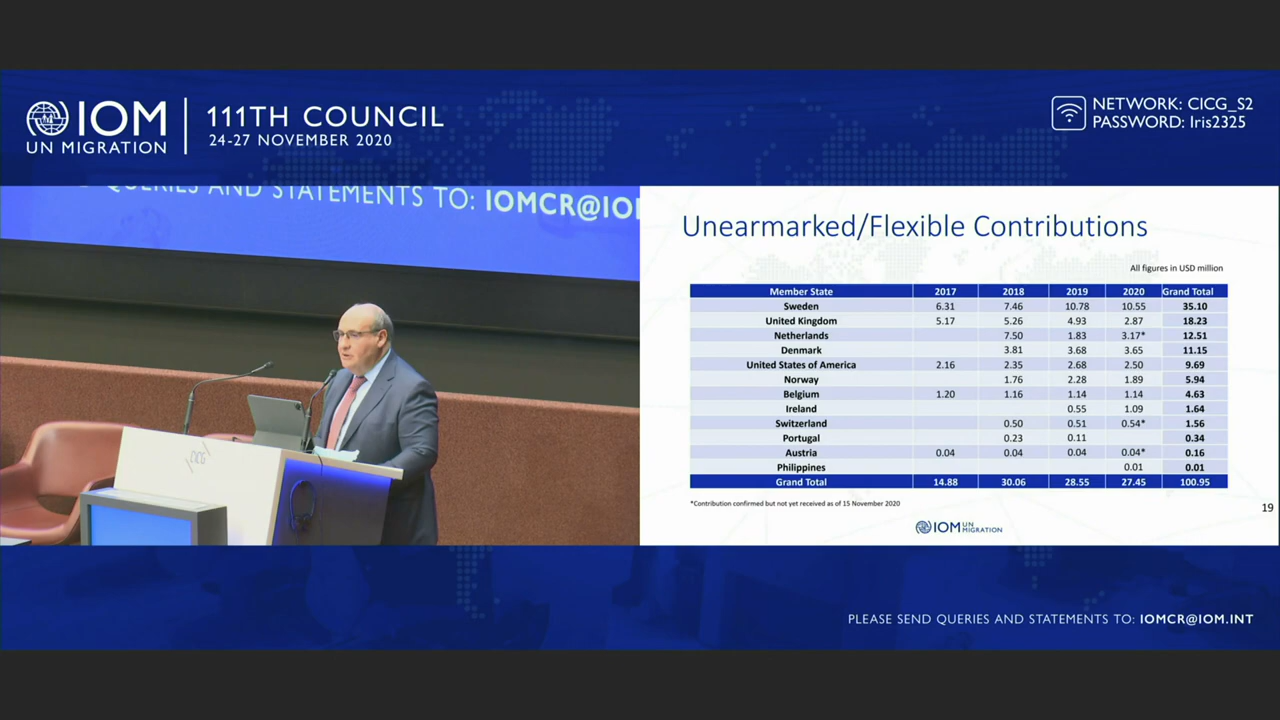 IOM
UN MIGRATION
111TH COUNCIL
24-27 NOVEMBER 2020
NETWORK: CICG_S2
PASSWORD: Iris2325
QUERIES AND STATEMENTS TO: IOMCR@IO
CICG
Unearmarked/Flexible Contributions
All figures in USD million
Member State 2017 2018 2019 2020 Grand Total
Sweden 6.31 7.46 10.78 10.55 35.10
United Kingdom 5.17 5.26 4.93 2.87 18.23
Netherlands 7.50 1.83 3.17* 12.51
Denmark 3.81 3.68 3.65 11.15
United States of America 2.16 2.35 2.68 2.50 9.69
Norway 1.76 2.28 1.89 5.94
Belgium 1.20 1.16 1.14 1.14 4.63
Ireland 0.55 1.09 1.64
Switzerland 0.50 0.51 0.54* 1.56
Portugal 0.23 0.11 0.34
Austria 0.04 0.04 0.04 0.04* 0.16
Philippines 0.01 0.01
Grand Total 14.88 30.06 28.55 27.45 100.95
*Contribution confirmed but not yet received as of 15 November 2020
19
IOM UN MIGRATION
PLEASE SEND QUERIES AND STATEMENTS TO: IOMCR@IOM.INT